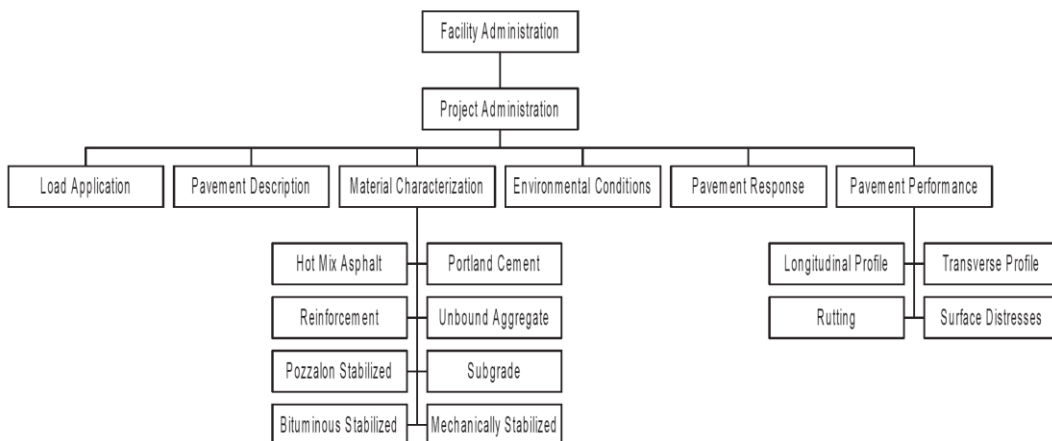 Facility Administration
Project Administration
Load Application
Pavement Description
Material Characterization
Environmental Conditions
Pavement Response
Pavement Performance
Hot Mix Asphalt
Portland Cement
Reinforcement
Unbound Aggregate
Pozzalon Stabilized
Subgrade
Bituminous Stabilized
Mechanically Stabilized
Longitudinal Profile
Transverse Profile
Rutting
Surface Distresses